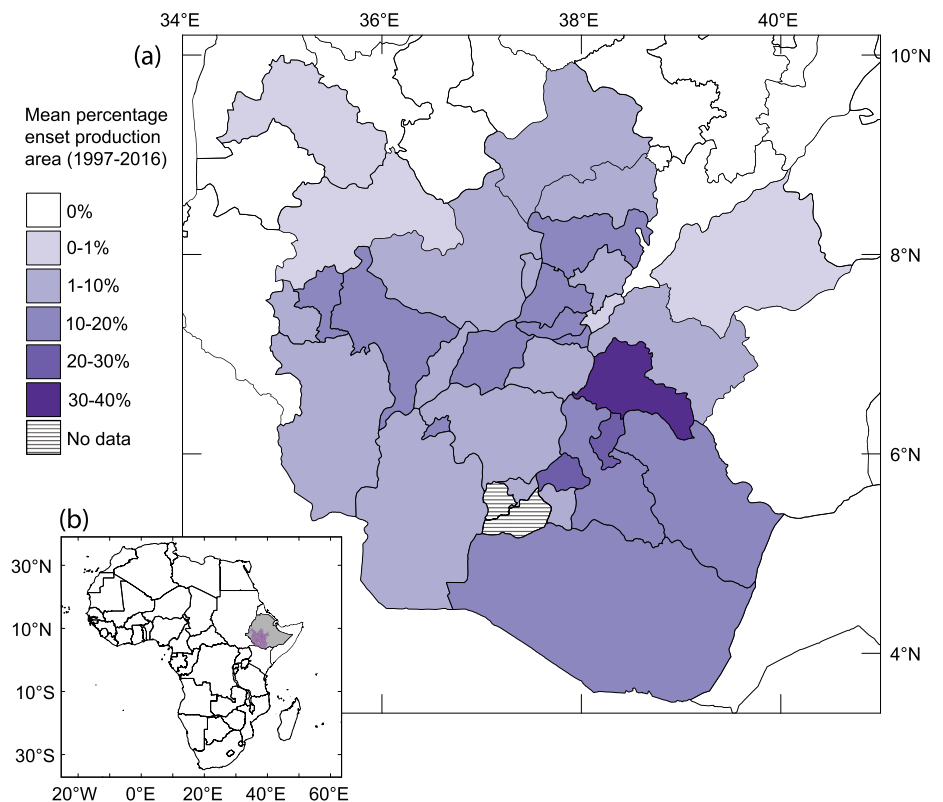 34°E 36°E 38°E 40°E
(a)
10°N
8°N
6°N
4°N
Mean percentage
enset production
area (1997-2016)
0%
0-1%
1-10%
10-20%
20-30%
30-40%
No data
(b)
30°N
10°N
10°S
30°S
20°W 0°E 20°E 40°E 60°E